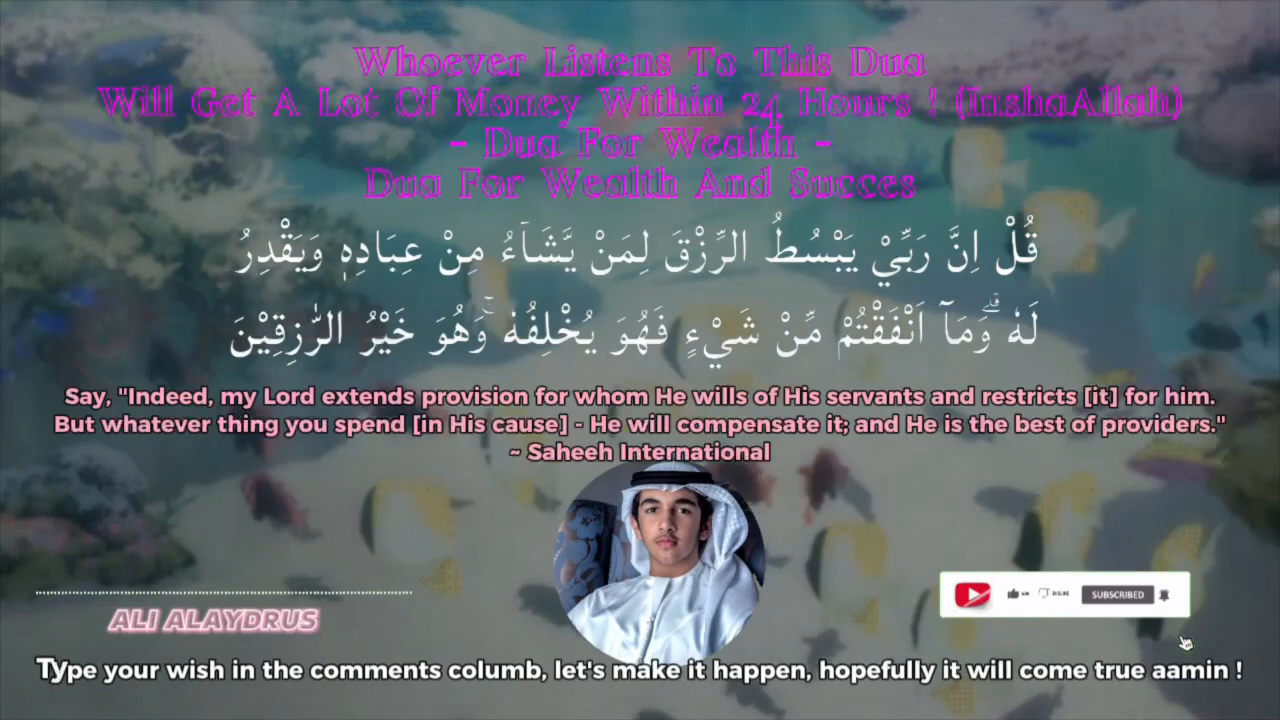 Whoever Listens To This Dua
Will Get A Lot Of Money Within 24 Hours ! (InshaAllah)
- Dua For Wealth -
Dua For Wealth And Succes
قُلْ اِنَّ رَبِّيْ يَبْسُطُ الرِّزْقَ لِمَنْ يَّشَاۤءُ مِنْ عِبَادِهٖ وَيَقْدِرُ
لَهٗ ۗوَمَآ اَنْفَقْتُمْ مِّنْ شَيْءٍ فَهُوَ يُخْلِفُهٗ ۚوَهُوَ خَيْرُ الرّٰزِقِيْنَ
Say, "Indeed, my Lord extends provision for whom He wills of His servants and restricts [it] for him.
But whatever thing you spend [in His cause] - He will compensate it; and He is the best of providers."
~ Saheeh International
ALI ALAYDRUS
SUBSCRIBED
Type your wish in the comments columb, let's make it happen, hopefully it will come true aamin !